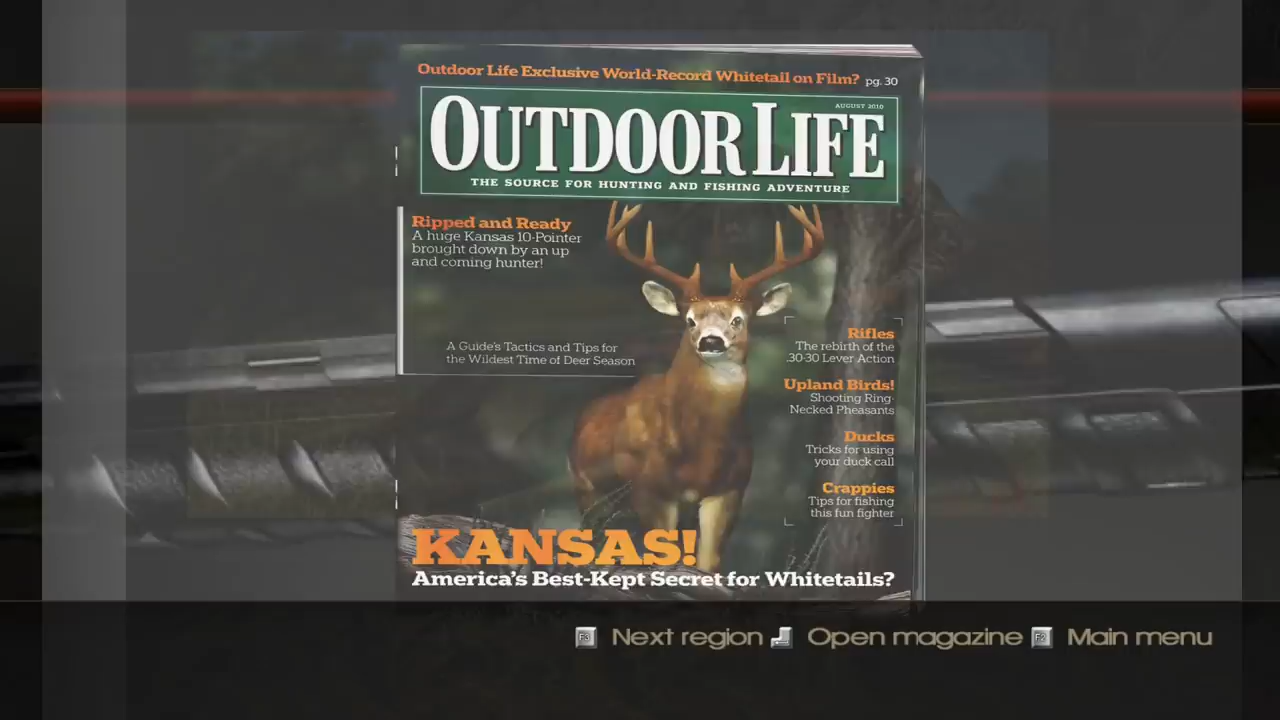 Outdoor Life Exclusive World-Record Whitetail on Film? pg. 30
AUGUST 2010
OUTDOOR LIFE
THE SOURCE FOR HUNTING AND FISHING ADVENTURE
Ripped and Ready
A huge Kansas 10-Pointer
brought down by an up
and coming hunter!
A Guide's Tactics and Tips for
the Wildest Time of Deer Season
Rifles
The rebirth of the
.30-30 Lever Action
Upland Birds!
Shooting Ring-
Necked Pheasants
Ducks
Tricks for using
your duck call
Crappies
Tips for fishing
this fun fighter
KANSAS!
America's Best-Kept Secret for Whitetails?
F3 Next region Open magazine F2 Main menu